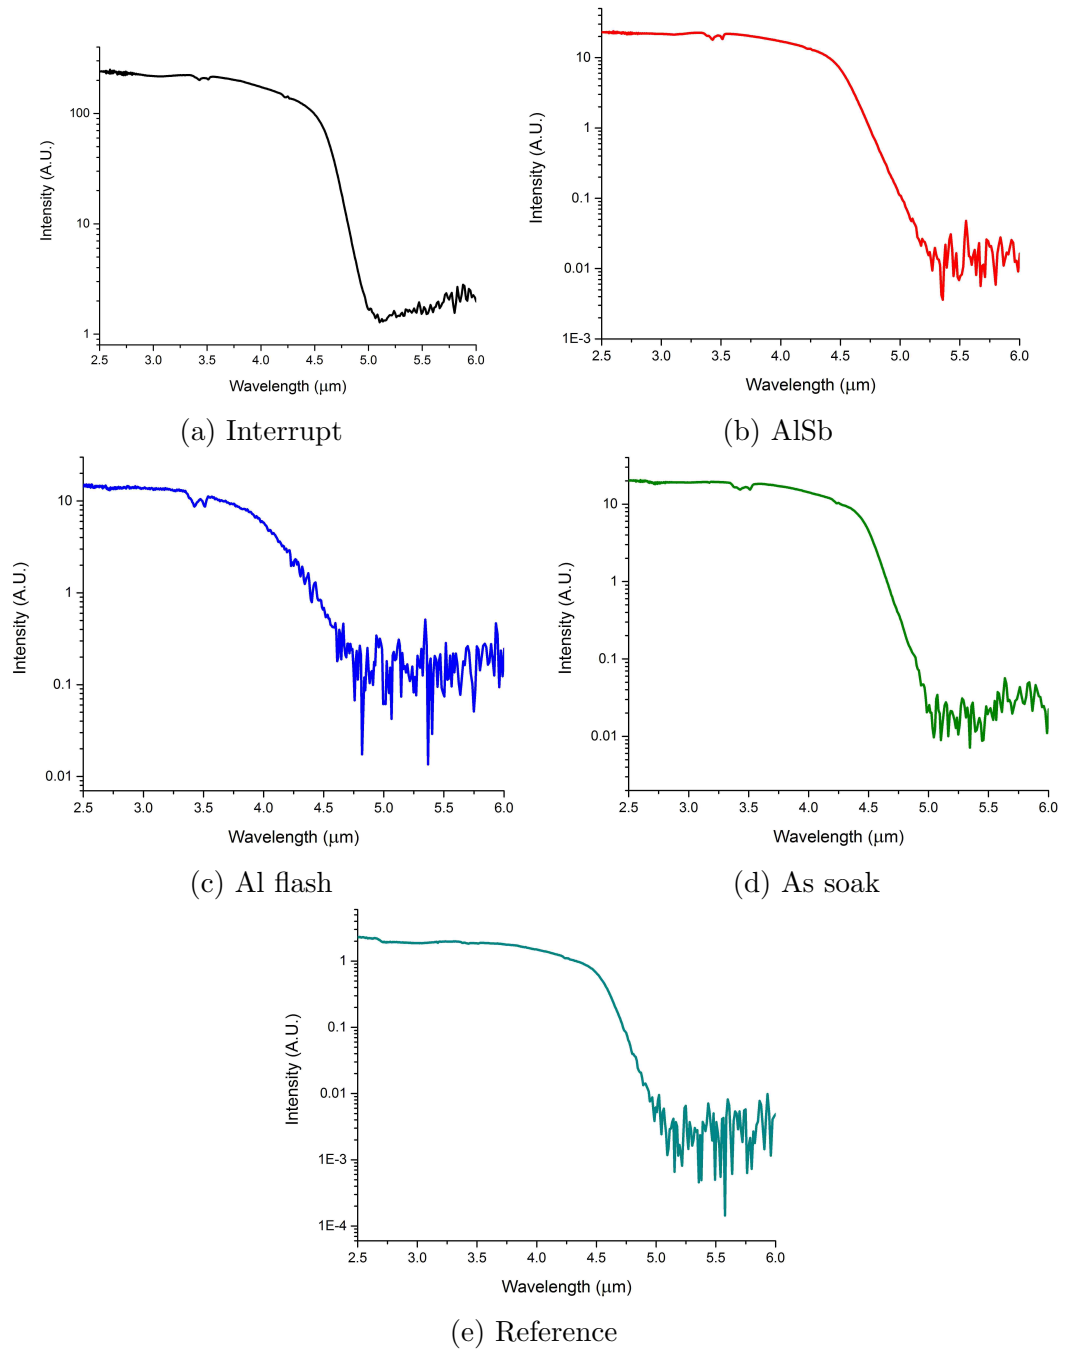 Intensity (A.U.)
100
10
1
2.5 3.0 3.5 4.0 4.5 5.0 5.5 6.0
Wavelength (μm)
(a) Interrupt
Intensity (A.U.)
10
1
0.1
0.01
1E-3
2.5 3.0 3.5 4.0 4.5 5.0 5.5 6.0
Wavelength (μm)
(b) AlSb
Intensity (A.U.)
10
1
0.1
0.01
2.5 3.0 3.5 4.0 4.5 5.0 5.5 6.0
Wavelength (μm)
(c) Al flash
Intensity (A.U.)
10
1
0.1
0.01
2.5 3.0 3.5 4.0 4.5 5.0 5.5 6.0
Wavelength (μm)
(d) As soak
Intensity (A.U.)
1
0.1
0.01
1E-3
1E-4
2.5 3.0 3.5 4.0 4.5 5.0 5.5 6.0
Wavelength (μm)
(e) Reference